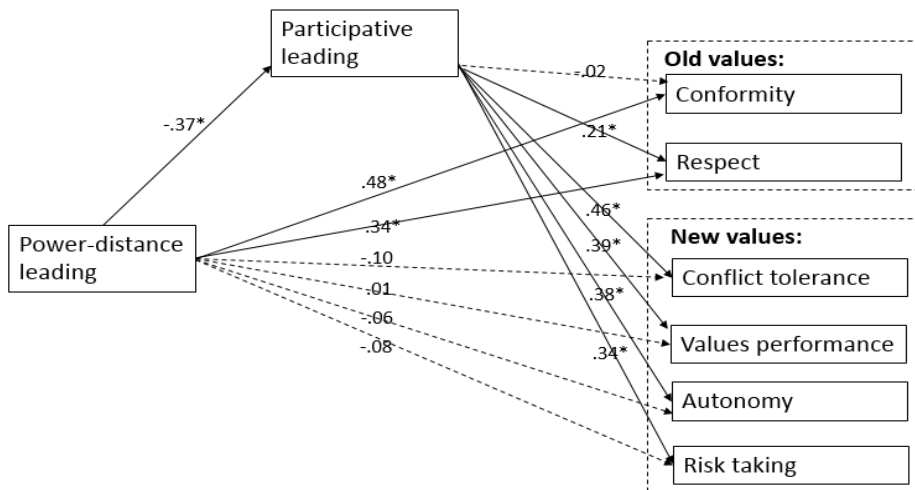 Participative
leading
Old values:
-.02
Conformity
-.37*
.21*
Respect
.48*
.46*
.34*
Power-distance
leading
.39*
New values:
-.10
Conflict tolerance
.01
.38*
-.06
Values performance
-.08
.34*
Autonomy
Risk taking